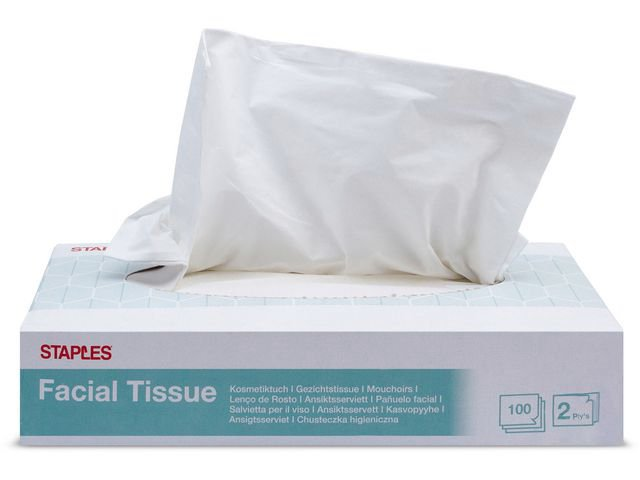 STAP
STAPLES
Facial Tissue
Kosmetiktuch I Gezichtstissue I Mouchoirs I
Lenço de Rosto I Ansiktsserviett I Pañuelo facial I
Salvietta per il viso I Ansiktsservett I Kasvopyyhe I
Ansigtsserviet I Chusteczka higieniczna
100
2 Ply's